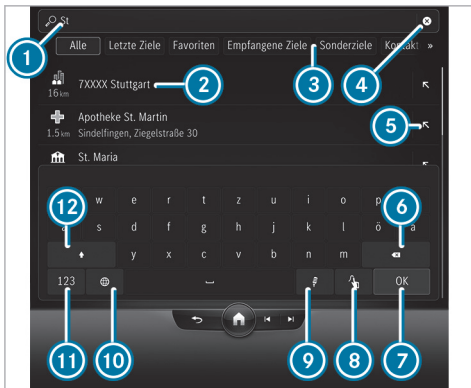 St
1
Alle Letzte Ziele Favoriten Empfangene Ziele Sonderziele Kontakt »
2
3
4
16 km 7XXXX Stuttgart
Apotheke St. Martin
5
1.5 km Sindelfingen, Ziegelstraße 30
St. Maria
12
6
w e r t z u i o p
a s d f g h j k l ö ä
y x c v b n m
123
OK
11
10
9
8
7